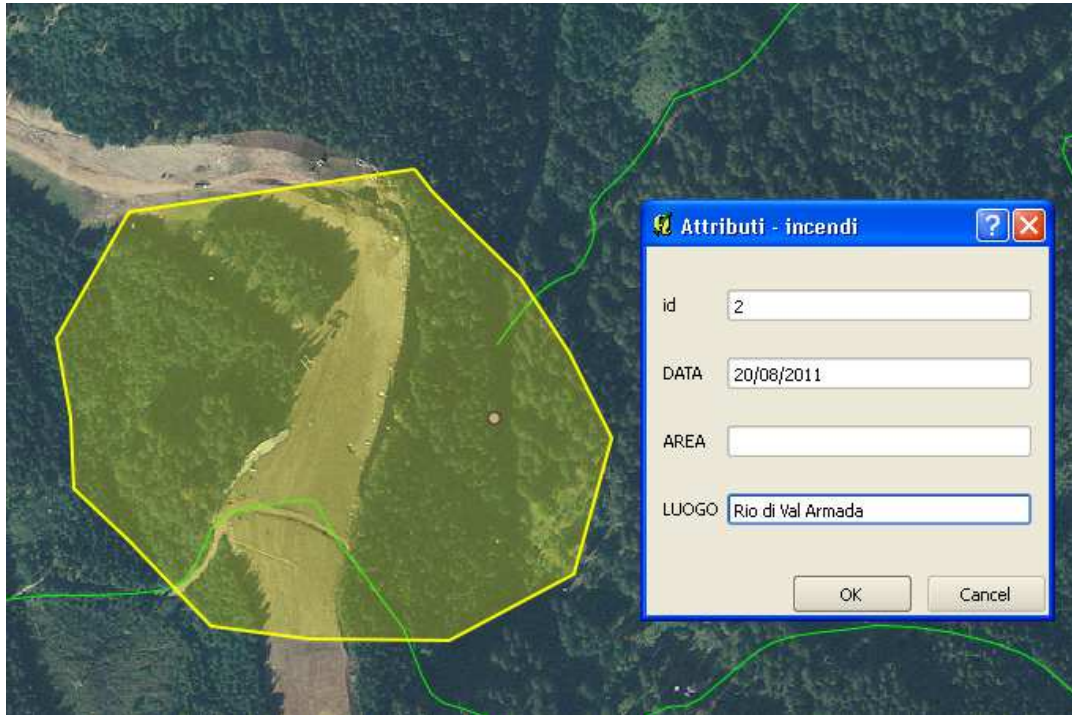 Attributi - incendi
id 2
DATA 20/08/2011
AREA
LUOGO Rio di Val Armada
OK Cancel